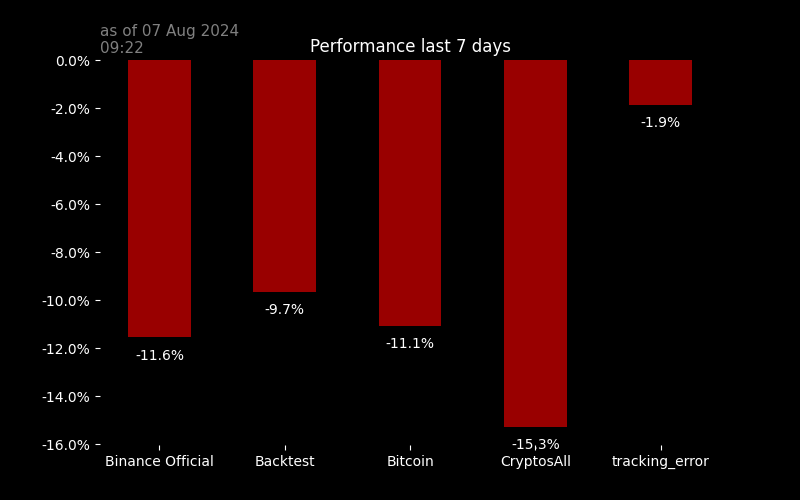 as of 07 Aug 2024
09:22
Performance last 7 days
0.0%
-2.0%
-4.0%
-6.0%
-8.0%
-10.0%
-12.0%
-14.0%
-16.0%
-11.6%
-9.7%
-11.1%
-15.3%
-1.9%
Binance Official
Backtest
Bitcoin
CryptosAll
tracking_error